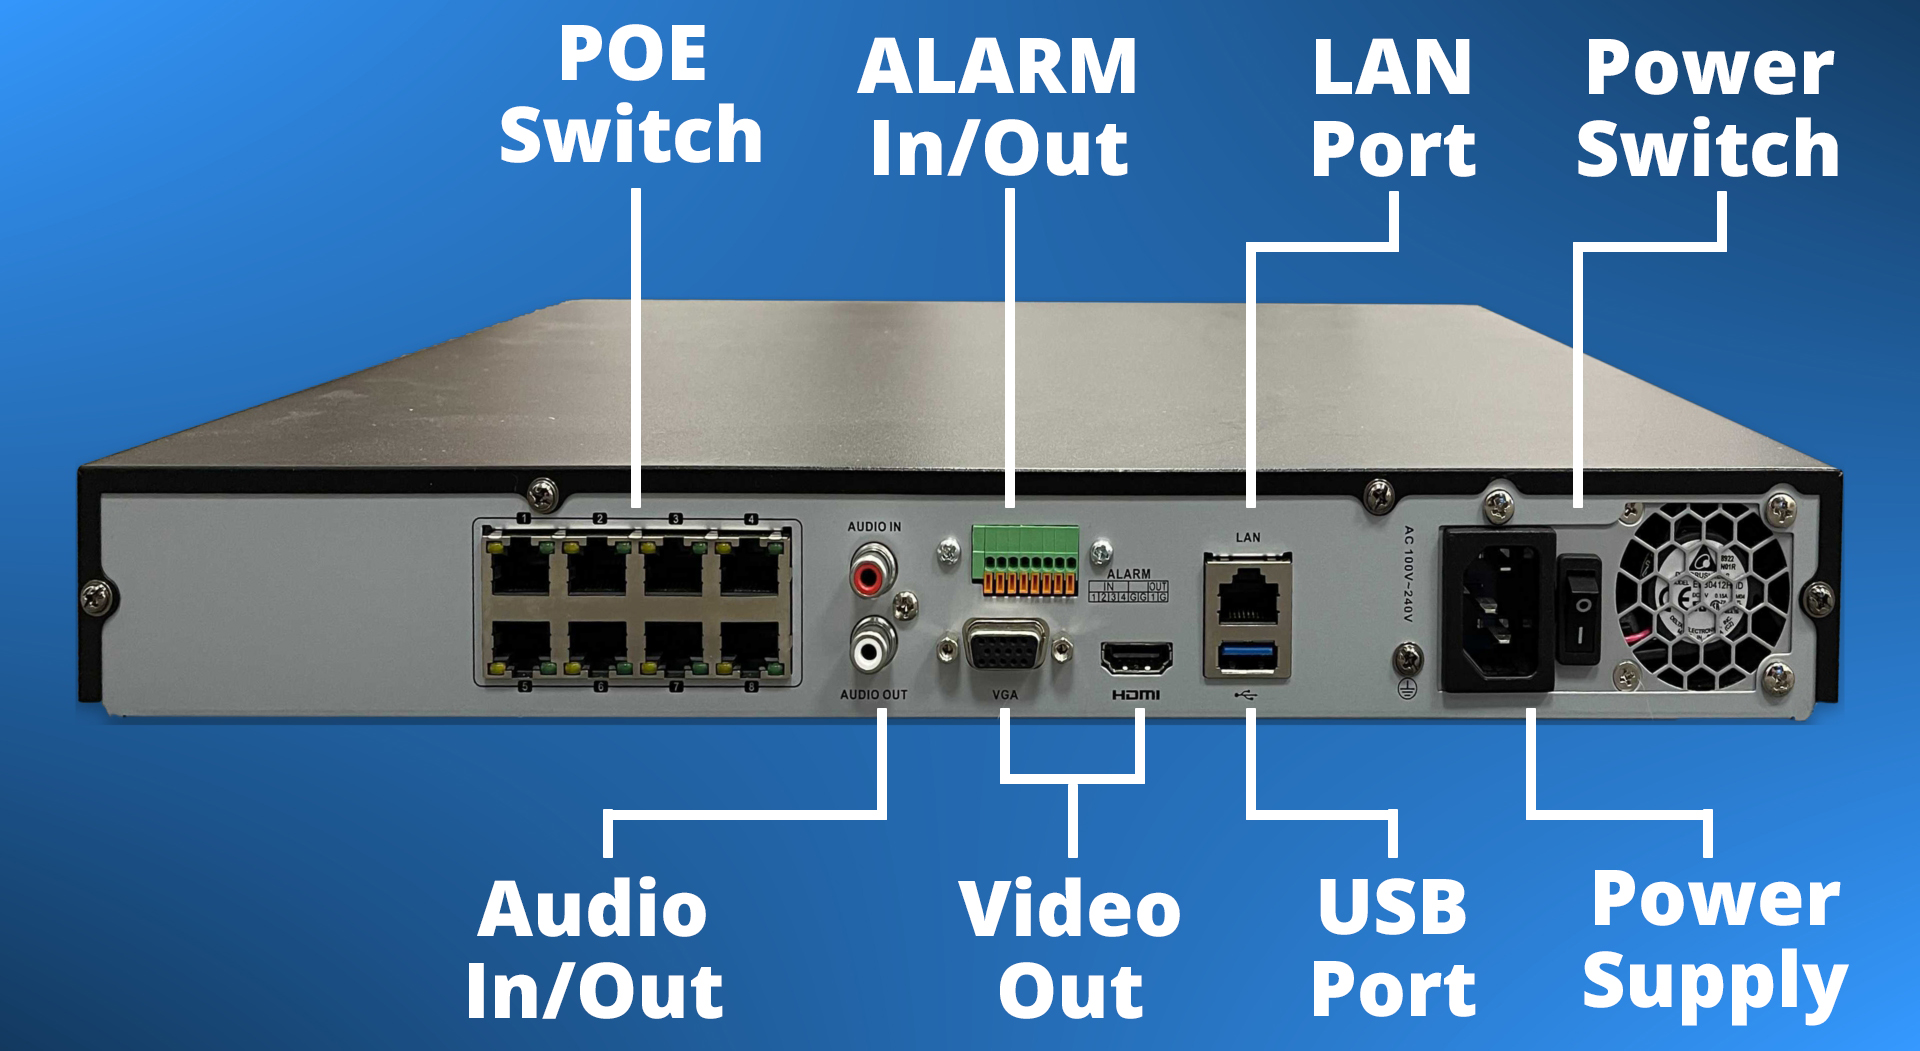 POE
Switch
ALARM
In/Out
LAN
Port
Power
Switch
1 2 3 4
AUDIO IN
LAN
ALARM
IN OUT
1 2 3 4 G G 1 G
AC 100V~240V
5 6 7 8
AUDIO OUT
VGA
HDMI
Audio
In/Out
Video
Out
USB
Port
Power
Supply